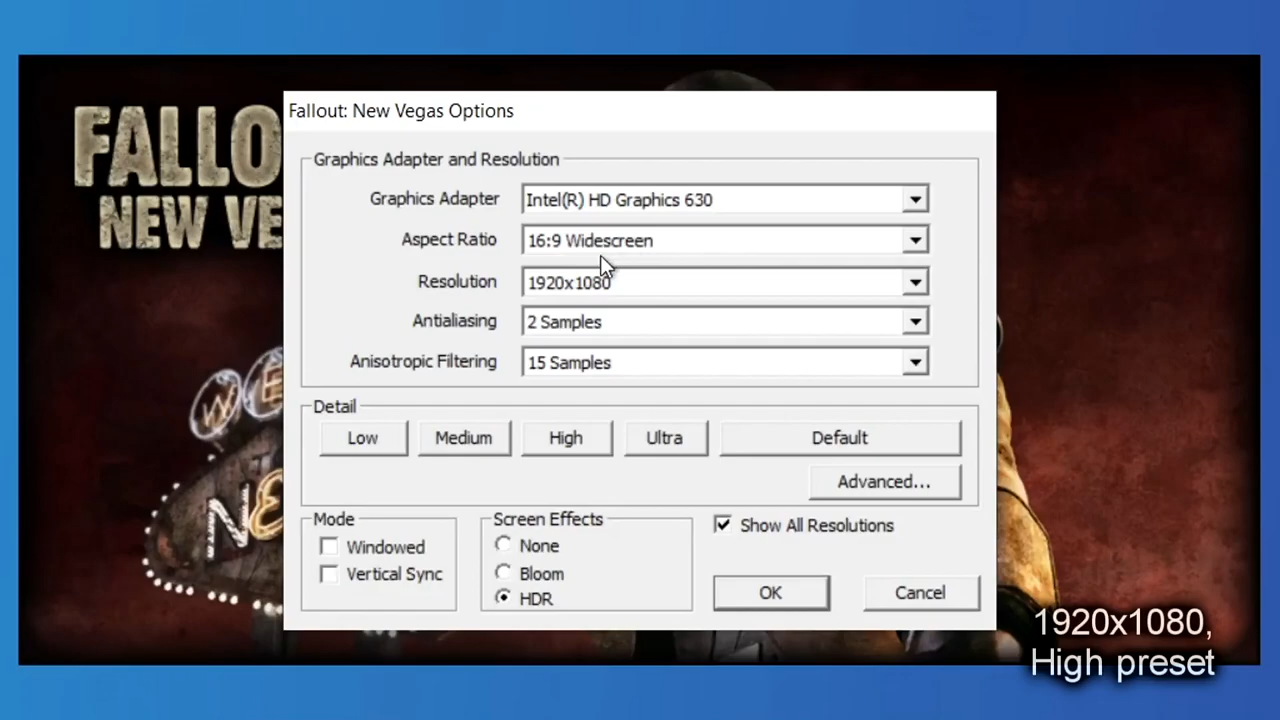 FALLO
NEW VE
Fallout: New Vegas Options
Graphics Adapter and Resolution
Graphics Adapter
Intel(R) HD Graphics 630
Aspect Ratio
16:9 Widescreen
Resolution
1920x1080
Antialiasing
2 Samples
Anisotropic Filtering
15 Samples
Detail
Low
Medium
High
Ultra
Default
Advanced...
Mode
Windowed
Vertical Sync
Screen Effects
None
Bloom
HDR
Show All Resolutions
OK
Cancel
WE
NE
1920x1080,
High preset